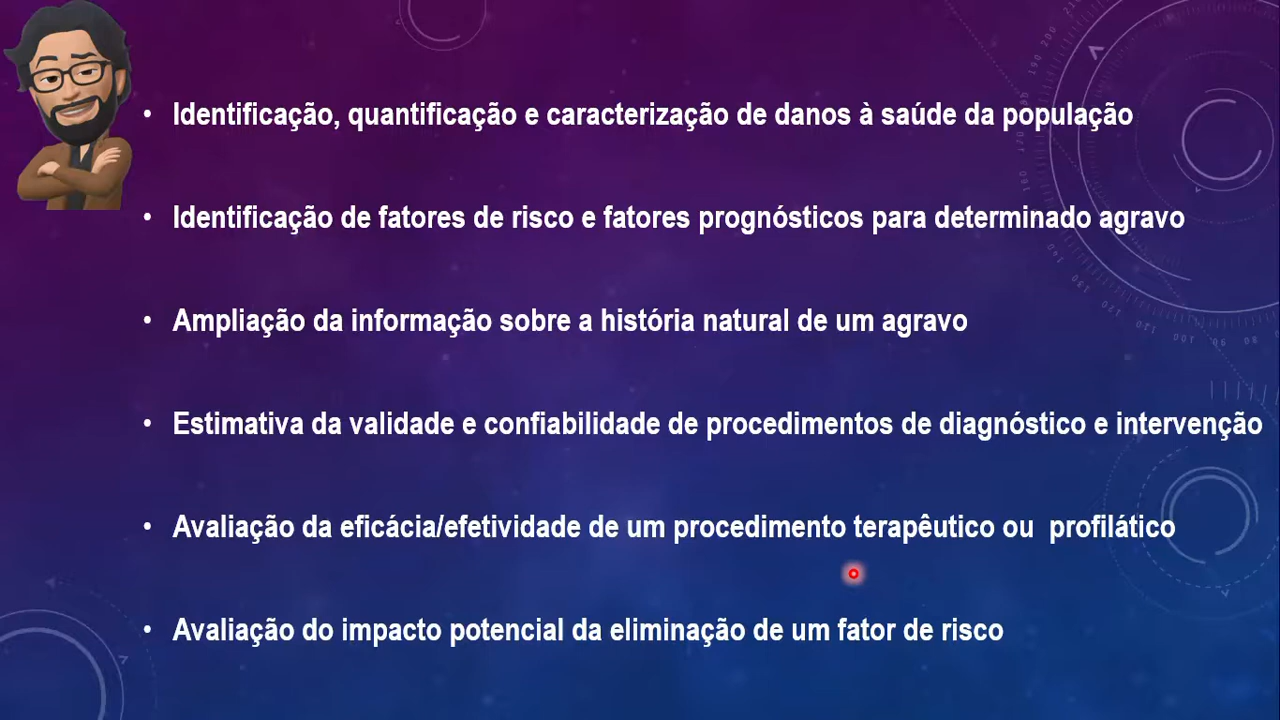 • Identificação, quantificação e caracterização de danos à saúde da população
• Identificação de fatores de risco e fatores prognósticos para determinado agravo
• Ampliação da informação sobre a história natural de um agravo
• Estimativa da validade e confiabilidade de procedimentos de diagnóstico e intervenção
• Avaliação da eficácia/efetividade de um procedimento terapêutico ou  profilático
• Avaliação do impacto potencial da eliminação de um fator de risco